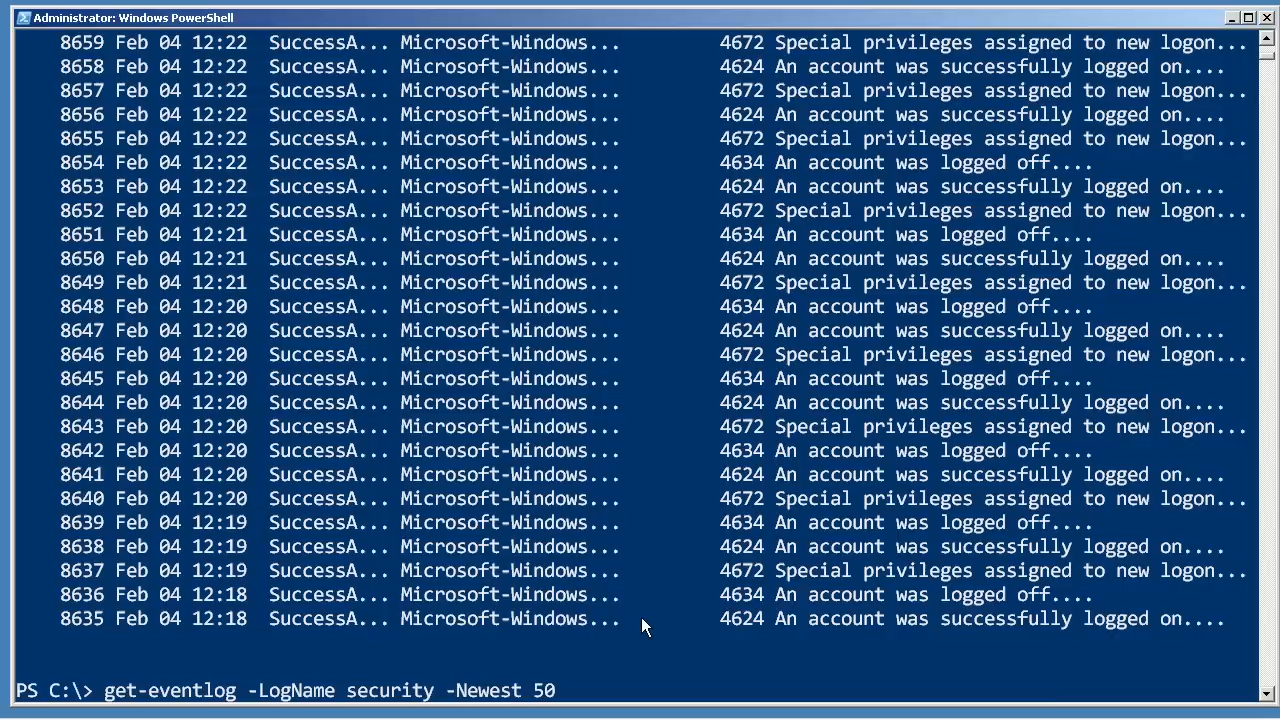 Administrator: Windows PowerShell
8659 Feb 04 12:22 SuccessA... Microsoft-Windows... 4672 Special privileges assigned to new logon...
8658 Feb 04 12:22 SuccessA... Microsoft-Windows... 4624 An account was successfully logged on....
8657 Feb 04 12:22 SuccessA... Microsoft-Windows... 4672 Special privileges assigned to new logon...
8656 Feb 04 12:22 SuccessA... Microsoft-Windows... 4624 An account was successfully logged on....
8655 Feb 04 12:22 SuccessA... Microsoft-Windows... 4672 Special privileges assigned to new logon...
8654 Feb 04 12:22 SuccessA... Microsoft-Windows... 4634 An account was logged off....
8653 Feb 04 12:22 SuccessA... Microsoft-Windows... 4624 An account was successfully logged on....
8652 Feb 04 12:22 SuccessA... Microsoft-Windows... 4672 Special privileges assigned to new logon...
8651 Feb 04 12:21 SuccessA... Microsoft-Windows... 4634 An account was logged off....
8650 Feb 04 12:21 SuccessA... Microsoft-Windows... 4624 An account was successfully logged on....
8649 Feb 04 12:21 SuccessA... Microsoft-Windows... 4672 Special privileges assigned to new logon...
8648 Feb 04 12:20 SuccessA... Microsoft-Windows... 4634 An account was logged off....
8647 Feb 04 12:20 SuccessA... Microsoft-Windows... 4624 An account was successfully logged on....
8646 Feb 04 12:20 SuccessA... Microsoft-Windows... 4672 Special privileges assigned to new logon...
8645 Feb 04 12:20 SuccessA... Microsoft-Windows... 4634 An account was logged off....
8644 Feb 04 12:20 SuccessA... Microsoft-Windows... 4624 An account was successfully logged on....
8643 Feb 04 12:20 SuccessA... Microsoft-Windows... 4672 Special privileges assigned to new logon...
8642 Feb 04 12:20 SuccessA... Microsoft-Windows... 4634 An account was logged off....
8641 Feb 04 12:20 SuccessA... Microsoft-Windows... 4624 An account was successfully logged on....
8640 Feb 04 12:20 SuccessA... Microsoft-Windows... 4672 Special privileges assigned to new logon...
8639 Feb 04 12:19 SuccessA... Microsoft-Windows... 4634 An account was logged off....
8638 Feb 04 12:19 SuccessA... Microsoft-Windows... 4624 An account was successfully logged on....
8637 Feb 04 12:19 SuccessA... Microsoft-Windows... 4672 Special privileges assigned to new logon...
8636 Feb 04 12:18 SuccessA... Microsoft-Windows... 4634 An account was logged off....
8635 Feb 04 12:18 SuccessA... Microsoft-Windows... 4624 An account was successfully logged on....
PS C:\> get-eventlog -LogName security -Newest 50